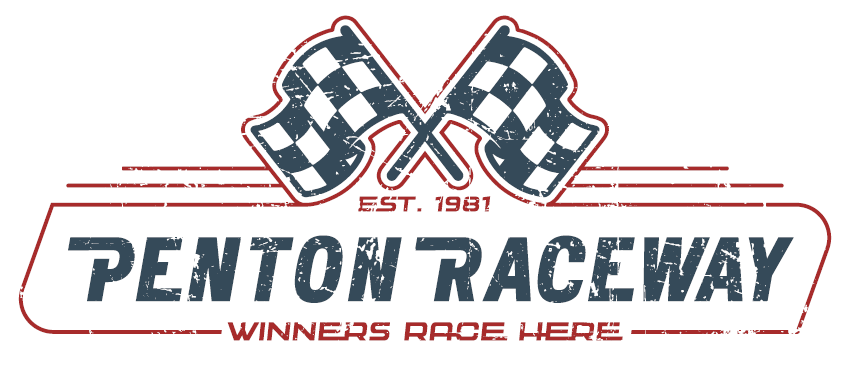 EST. 1981
PENTON RACEWAY
WINNERS RACE HERE